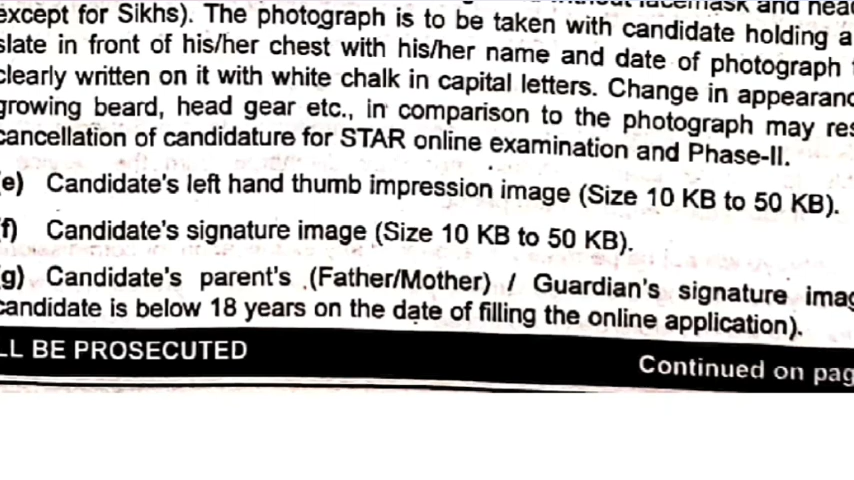 facemask and head
except for Sikhs). The photograph is to be taken with candidate holding a
slate in front of his/her chest with his/her name and date of photograph
clearly written on it with white chalk in capital letters. Change in appearanc
growing beard, head gear etc., in comparison to the photograph may res
cancellation of candidature for STAR online examination and Phase-II.
(e) Candidate's left hand thumb impression image (Size 10 KB to 50 KB).
(f) Candidate's signature image (Size 10 KB to 50 KB).
(g) Candidate's parent's (Father/Mother) / Guardian's signature imag
candidate is below 18 years on the date of filling the online application).
LL BE PROSECUTED
Continued on pag